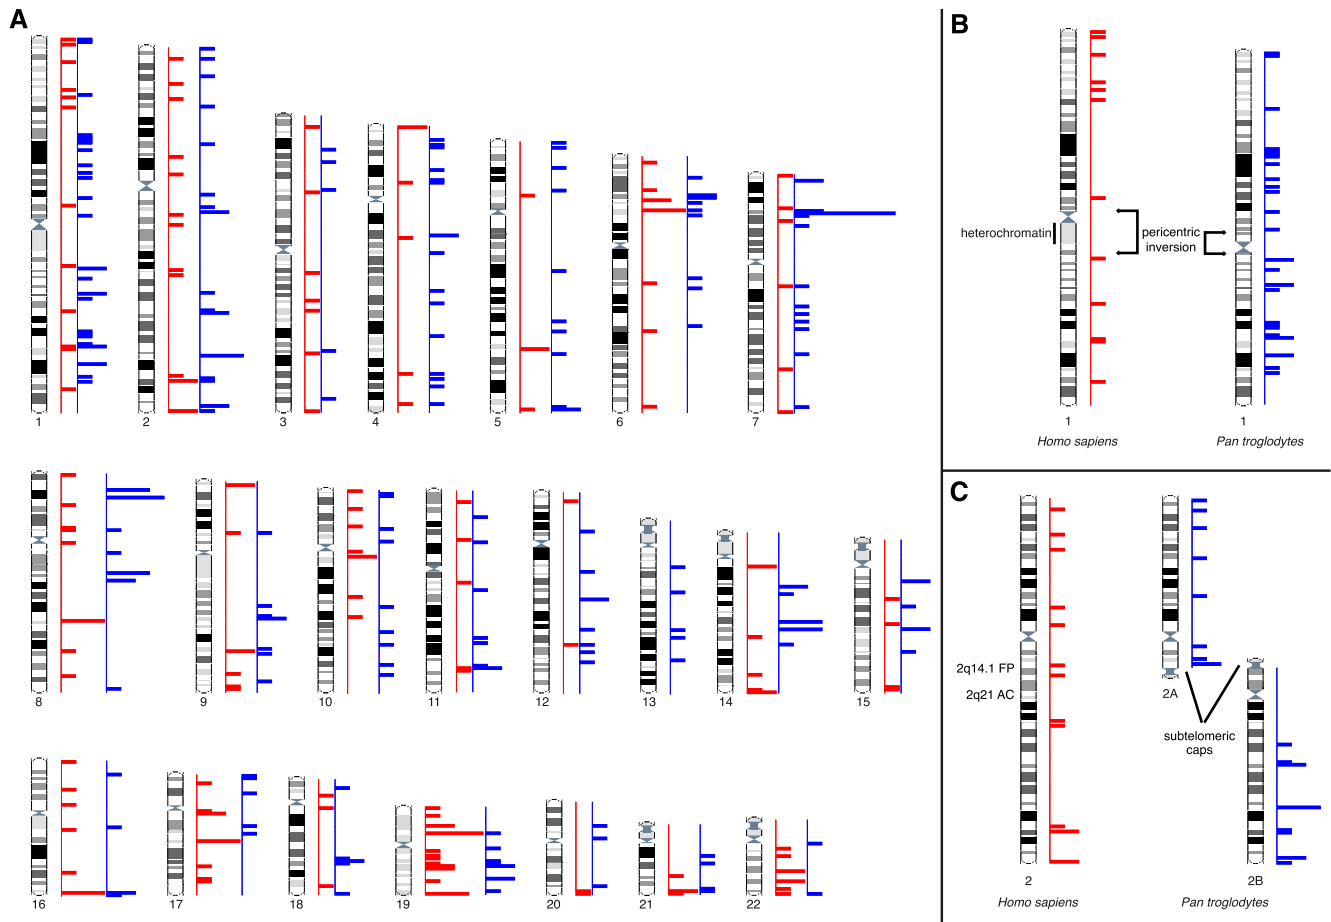 A
1 2 3 4 5 6 7
8 9 10 11 12 13 14 15
16 17 18 19 20 21 22
B
heterochromatin
pericentric
inversion
1 1
Homo sapiens Pan troglodytes
C
2q14.1 FP
2q21 AC
2A
subtelomeric
caps
2 2B
Homo sapiens Pan troglodytes